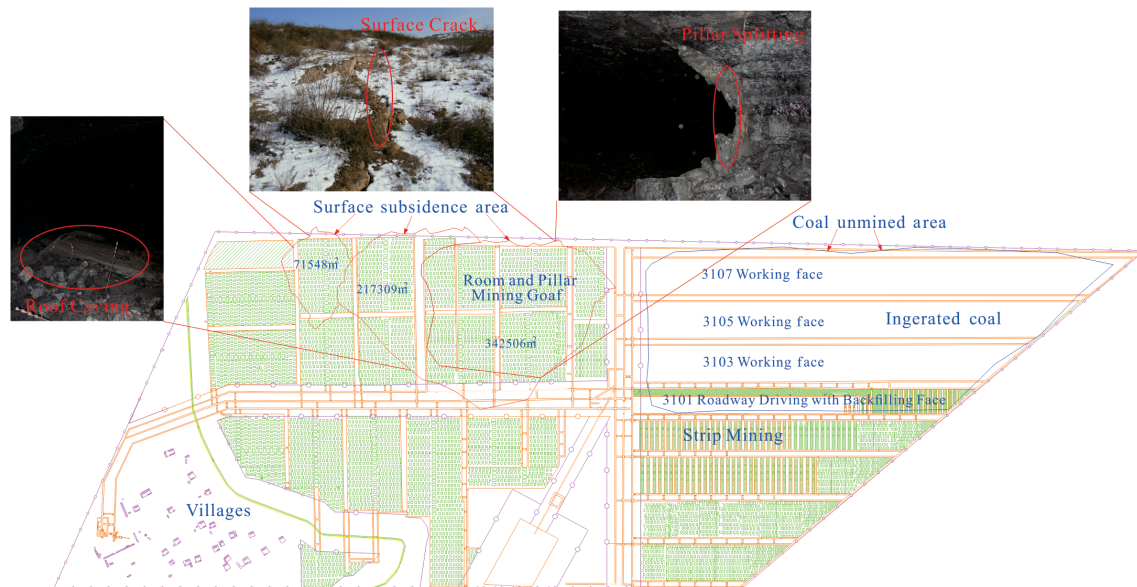 Surface Crack
Pillar Splitting
Roof Caving
Surface subsidence area
Coal unmined area
71548m²
217309m²
Room and Pillar
Mining Goaf
342506m²
3107 Working face
3105 Working face
Ingerated coal
3103 Working face
3101 Roadway Driving with Backfilling Face
Strip Mining
Villages